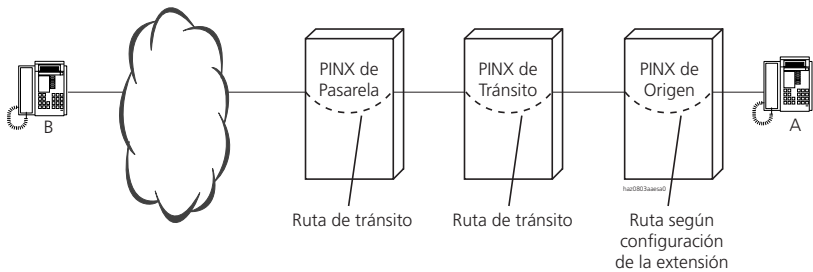 PINX de
Pasarela
PINX de
Tránsito
PINX de
Origen
B
A
haz0803aaesa0
Ruta de tránsito
Ruta de tránsito
Ruta según
configuración
de la extensión